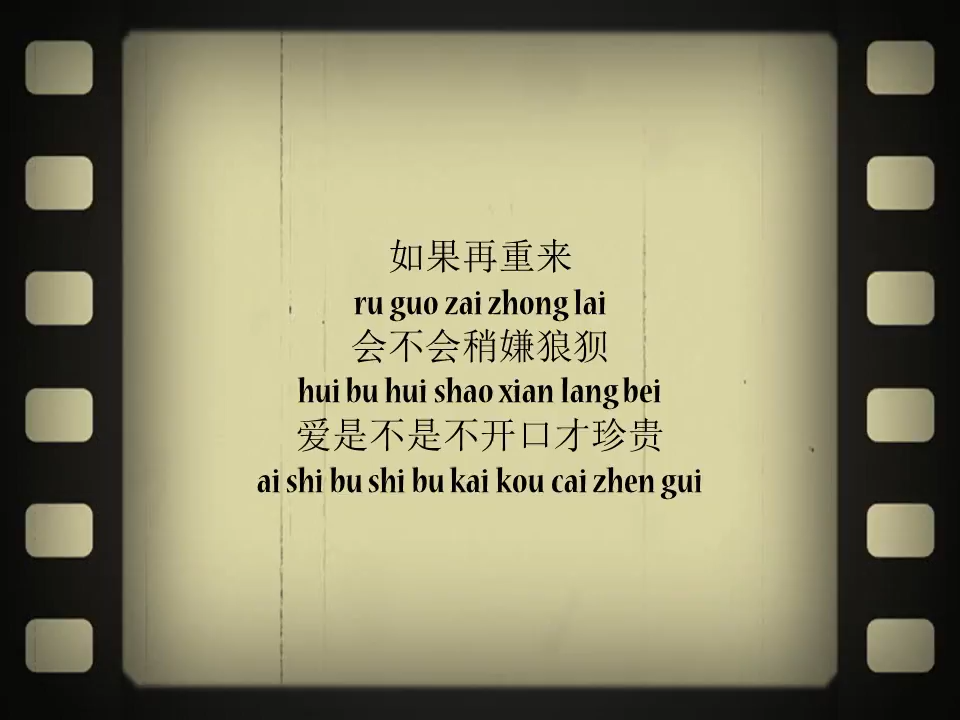 如果再重来
ru guo zai zhong lai
会不会稍嫌狼狈
hui bu hui shao xian lang bei
爱是不是不开口才珍贵
ai shi bu shi bu kai kou cai zhen gui